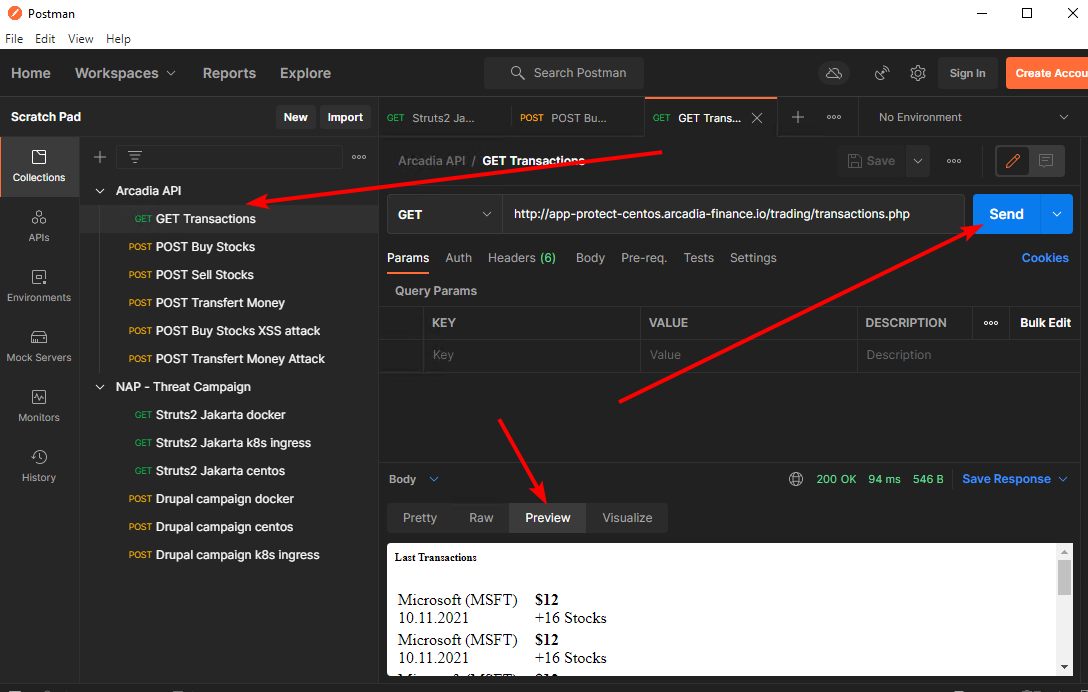 Postman
File Edit View Help
Home Workspaces Reports Explore Search Postman Sign In Create Accou
Scratch Pad New Import
GET Struts2 Ja... POST POST Bu... GET GET Trans... No Environment
Collections
APIs
Environments
Mock Servers
Monitors
History
Arcadia API
GET GET Transactions
POST POST Buy Stocks
POST POST Sell Stocks
POST POST Transfert Money
POST POST Buy Stocks XSS attack
POST POST Transfert Money Attack
NAP - Threat Campaign
GET Struts2 Jakarta docker
GET Struts2 Jakarta k8s ingress
GET Struts2 Jakarta centos
POST Drupal campaign docker
POST Drupal campaign centos
POST Drupal campaign k8s ingress
Arcadia API / GET Transactions Save
GET http://app-protect-centos.arcadia-finance.io/trading/transactions.php Send
Params Auth Headers (6) Body Pre-req. Tests Settings Cookies
Query Params
KEY VALUE DESCRIPTION Bulk Edit
Key Value Description
Body 200 OK 94 ms 546 B Save Response
Pretty Raw Preview Visualize
Last Transactions
Microsoft (MSFT) $12
10.11.2021 +16 Stocks
Microsoft (MSFT) $12
10.11.2021 +16 Stocks